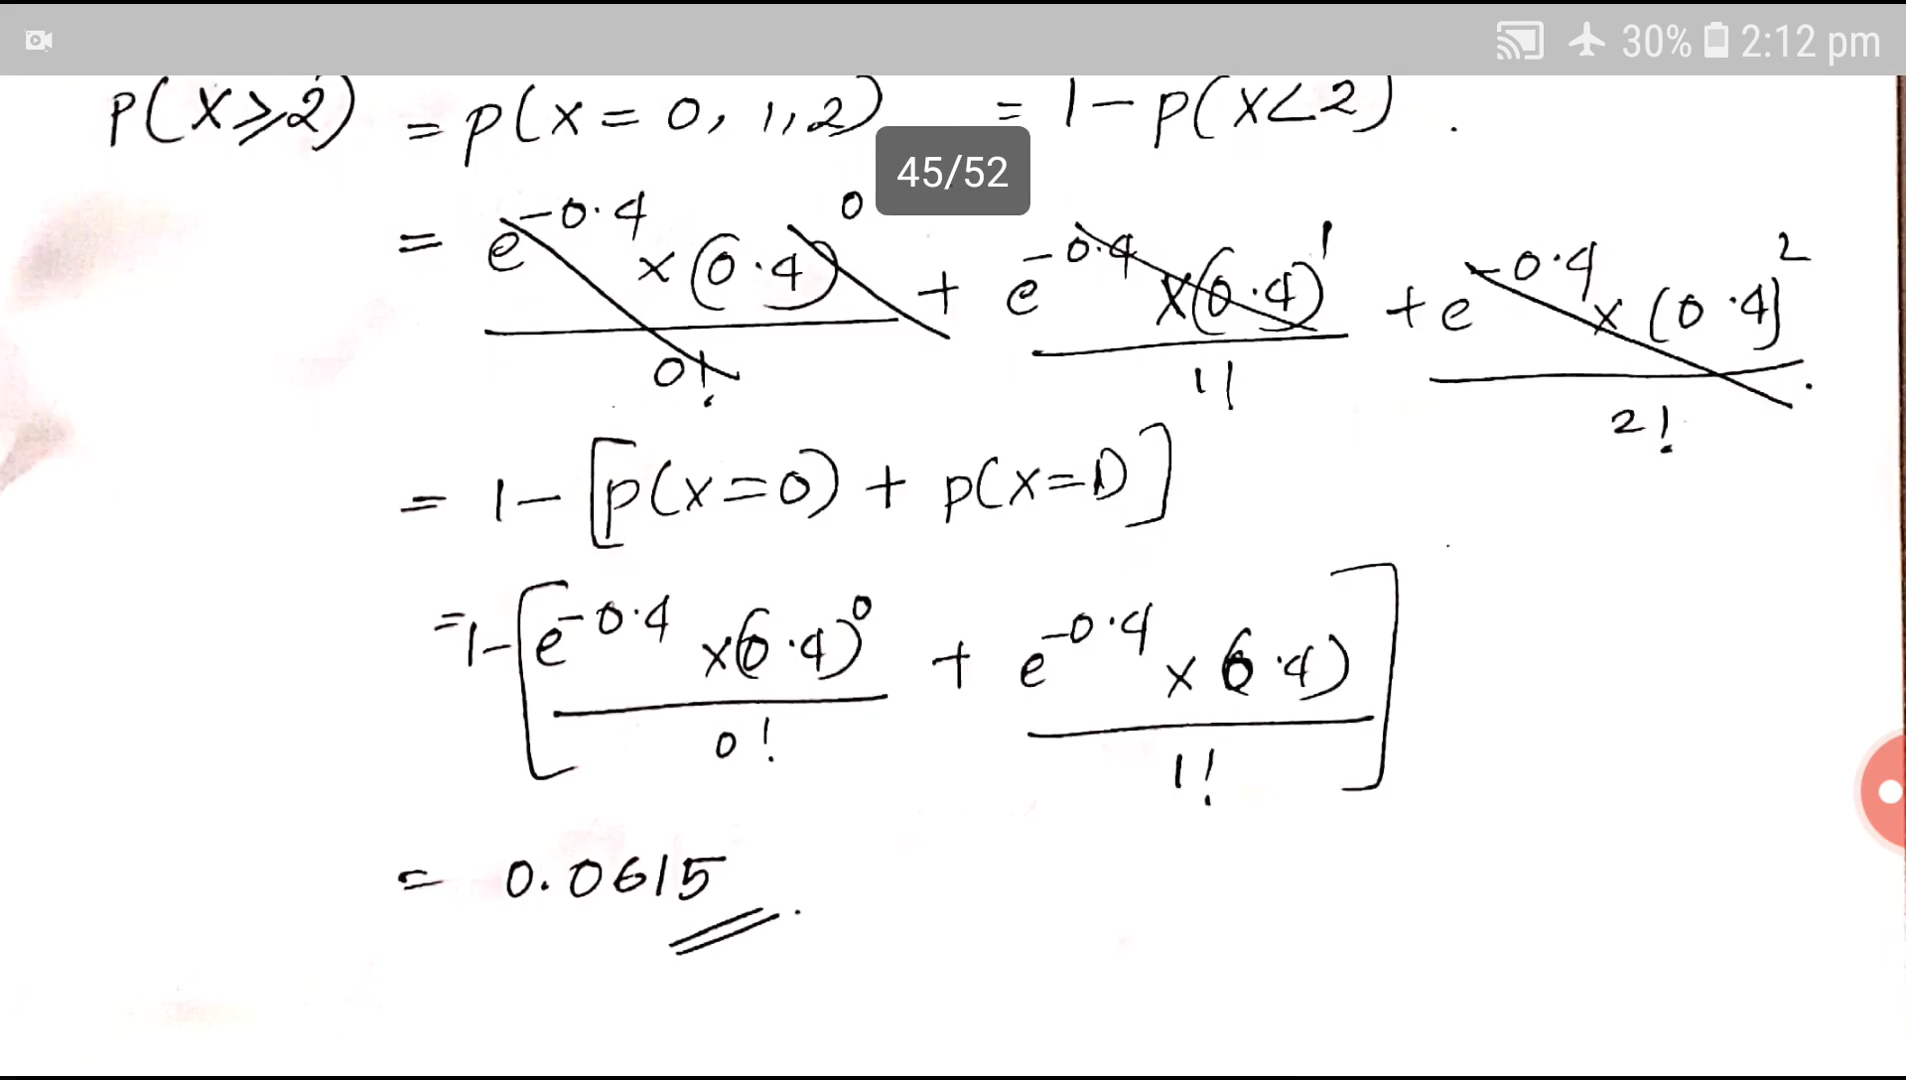 30% 2:12 pm
P(X⩾2) = P(X = 0, 1, 2) = 1 - P(X<2) .
45/52
= e^-0.4 × (0.4)^0 / 0! + e^-0.4 × (0.4)^1 / 1! + e^-0.4 × (0.4)^2 / 2! .
= 1 - [P(X=0) + P(X=1)]
= 1 - [e^-0.4 × (0.4)^0 / 0! + e^-0.4 × (0.4) / 1!]
= 0.0615 .